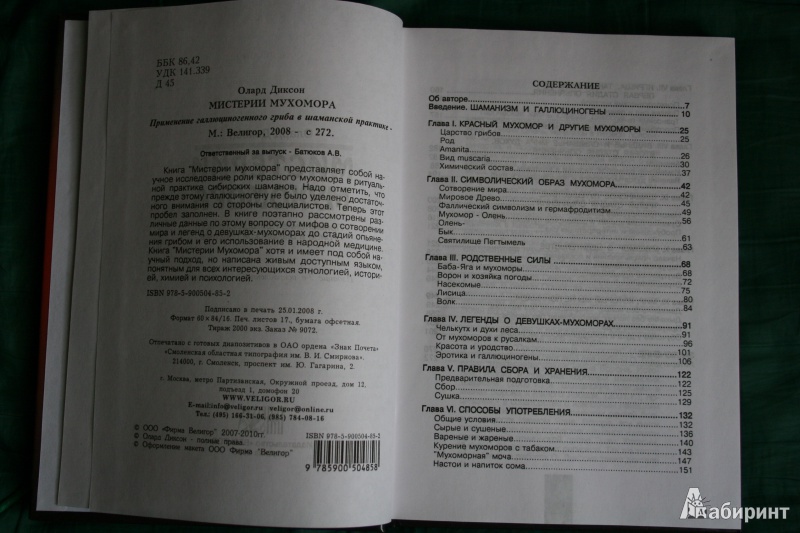 ББК 86,42
УДК 141.339
Д 45
Олард Диксон
МИСТЕРИИ МУХОМОРА
Применение галлюциногенного гриба в шаманской практике.
М.: Велигор, 2008 - с 272.
Ответственный за выпуск - Батюков А.В.
Книга "Мистерии мухомора" представляет собой на-
учное исследование роли красного мухомора в ритуаль-
ной практике сибирских шаманов. Надо отметить, что
прежде этому галлюциногену не было уделено достаточ-
ного внимания со стороны специалистов. Теперь этот
пробел заполнен. В книге поэтапно рассмотрены раз-
личные данные по этому вопросу от мифов о сотворении
мира и легенд о девушках-мухоморах до стадий опьяне-
ния грибом и его использование в народной медицине.
Книга "Мистерии Мухомора" хотя и имеет под собой на-
учный подход, но написана живым доступным языком,
понятным для всех интересующихся этнологией, истори-
ей, химией и психологией.
ISBN 978-5-900504-85-2
Подписано в печать 25.01.2008 г.
Формат 60 x 84/16. Печ. листов 17., бумага офсетная.
Тираж 2000 экз. Заказ № 9072.
Отпечатано с готовых диапозитивов в ОАО ордена "Знак Почета"
"Смоленская областная типография им. В. И. Смирнова".
214000, г. Смоленск, проспект им. Ю. Гагарина, 2.
г. Москва, метро Партизанская, Окружной проезд, дом 12,
подъезд 1, домофон 20
WWW.VELIGOR.RU
E-mail:info@veligor.ru veligor@online.ru
Тел.: (495) 166-31-06, (985) 784-08-16
© ООО "Фирма Велигор" 2007-2010гг.
© Олард Диксон - полные права.
© Оформление макета ООО Фирма "Велигор"
ISBN 978-5-900504-85-2
9 785900 504858
СОДЕРЖАНИЕ
Об авторе 7
Введение. ШАМАНИЗМ И ГАЛЛЮЦИНОГЕНЫ 10
Глава I. КРАСНЫЙ МУХОМОР И ДРУГИЕ МУХОМОРЫ 25
Царство грибов 25
Род
Amanita 26
Вид muscaria 30
Химический состав 37
Глава II. СИМВОЛИЧЕСКИЙ ОБРАЗ МУХОМОРА 42
Сотворение мира 42
Мировое Древо 45
Фаллический символизм и гермафродитизм 49
Мухомор - Олень 56
Олень-
Бык 61
Святилище Погтымель 63
Глава III. РОДСТВЕННЫЕ СИЛЫ 68
Баба-Яга и мухоморы 68
Ворон и хозяйка погоды 72
Насекомые 75
Лисица 80
Волк 84
Глава IV. ЛЕГЕНДЫ О ДЕВУШКАХ-МУХОМОРАХ 91
Челькутх и духи леса 91
От мухоморов к русалкам 96
Красота и уродство 101
Эротика и галлюциногены 106
Глава V. ПРАВИЛА СБОРА И ХРАНЕНИЯ 122
Предварительная подготовка 122
Сбор 125
Сушка 129
Глава VI. СПОСОБЫ УПОТРЕБЛЕНИЯ 132
Общие условия 132
Сырые и сушеные 136
Вареные и жареные 140
Курение мухоморов с табаком 143
"Мухоморная" моча 147
Настои и напиток сома 151
Лабиринт